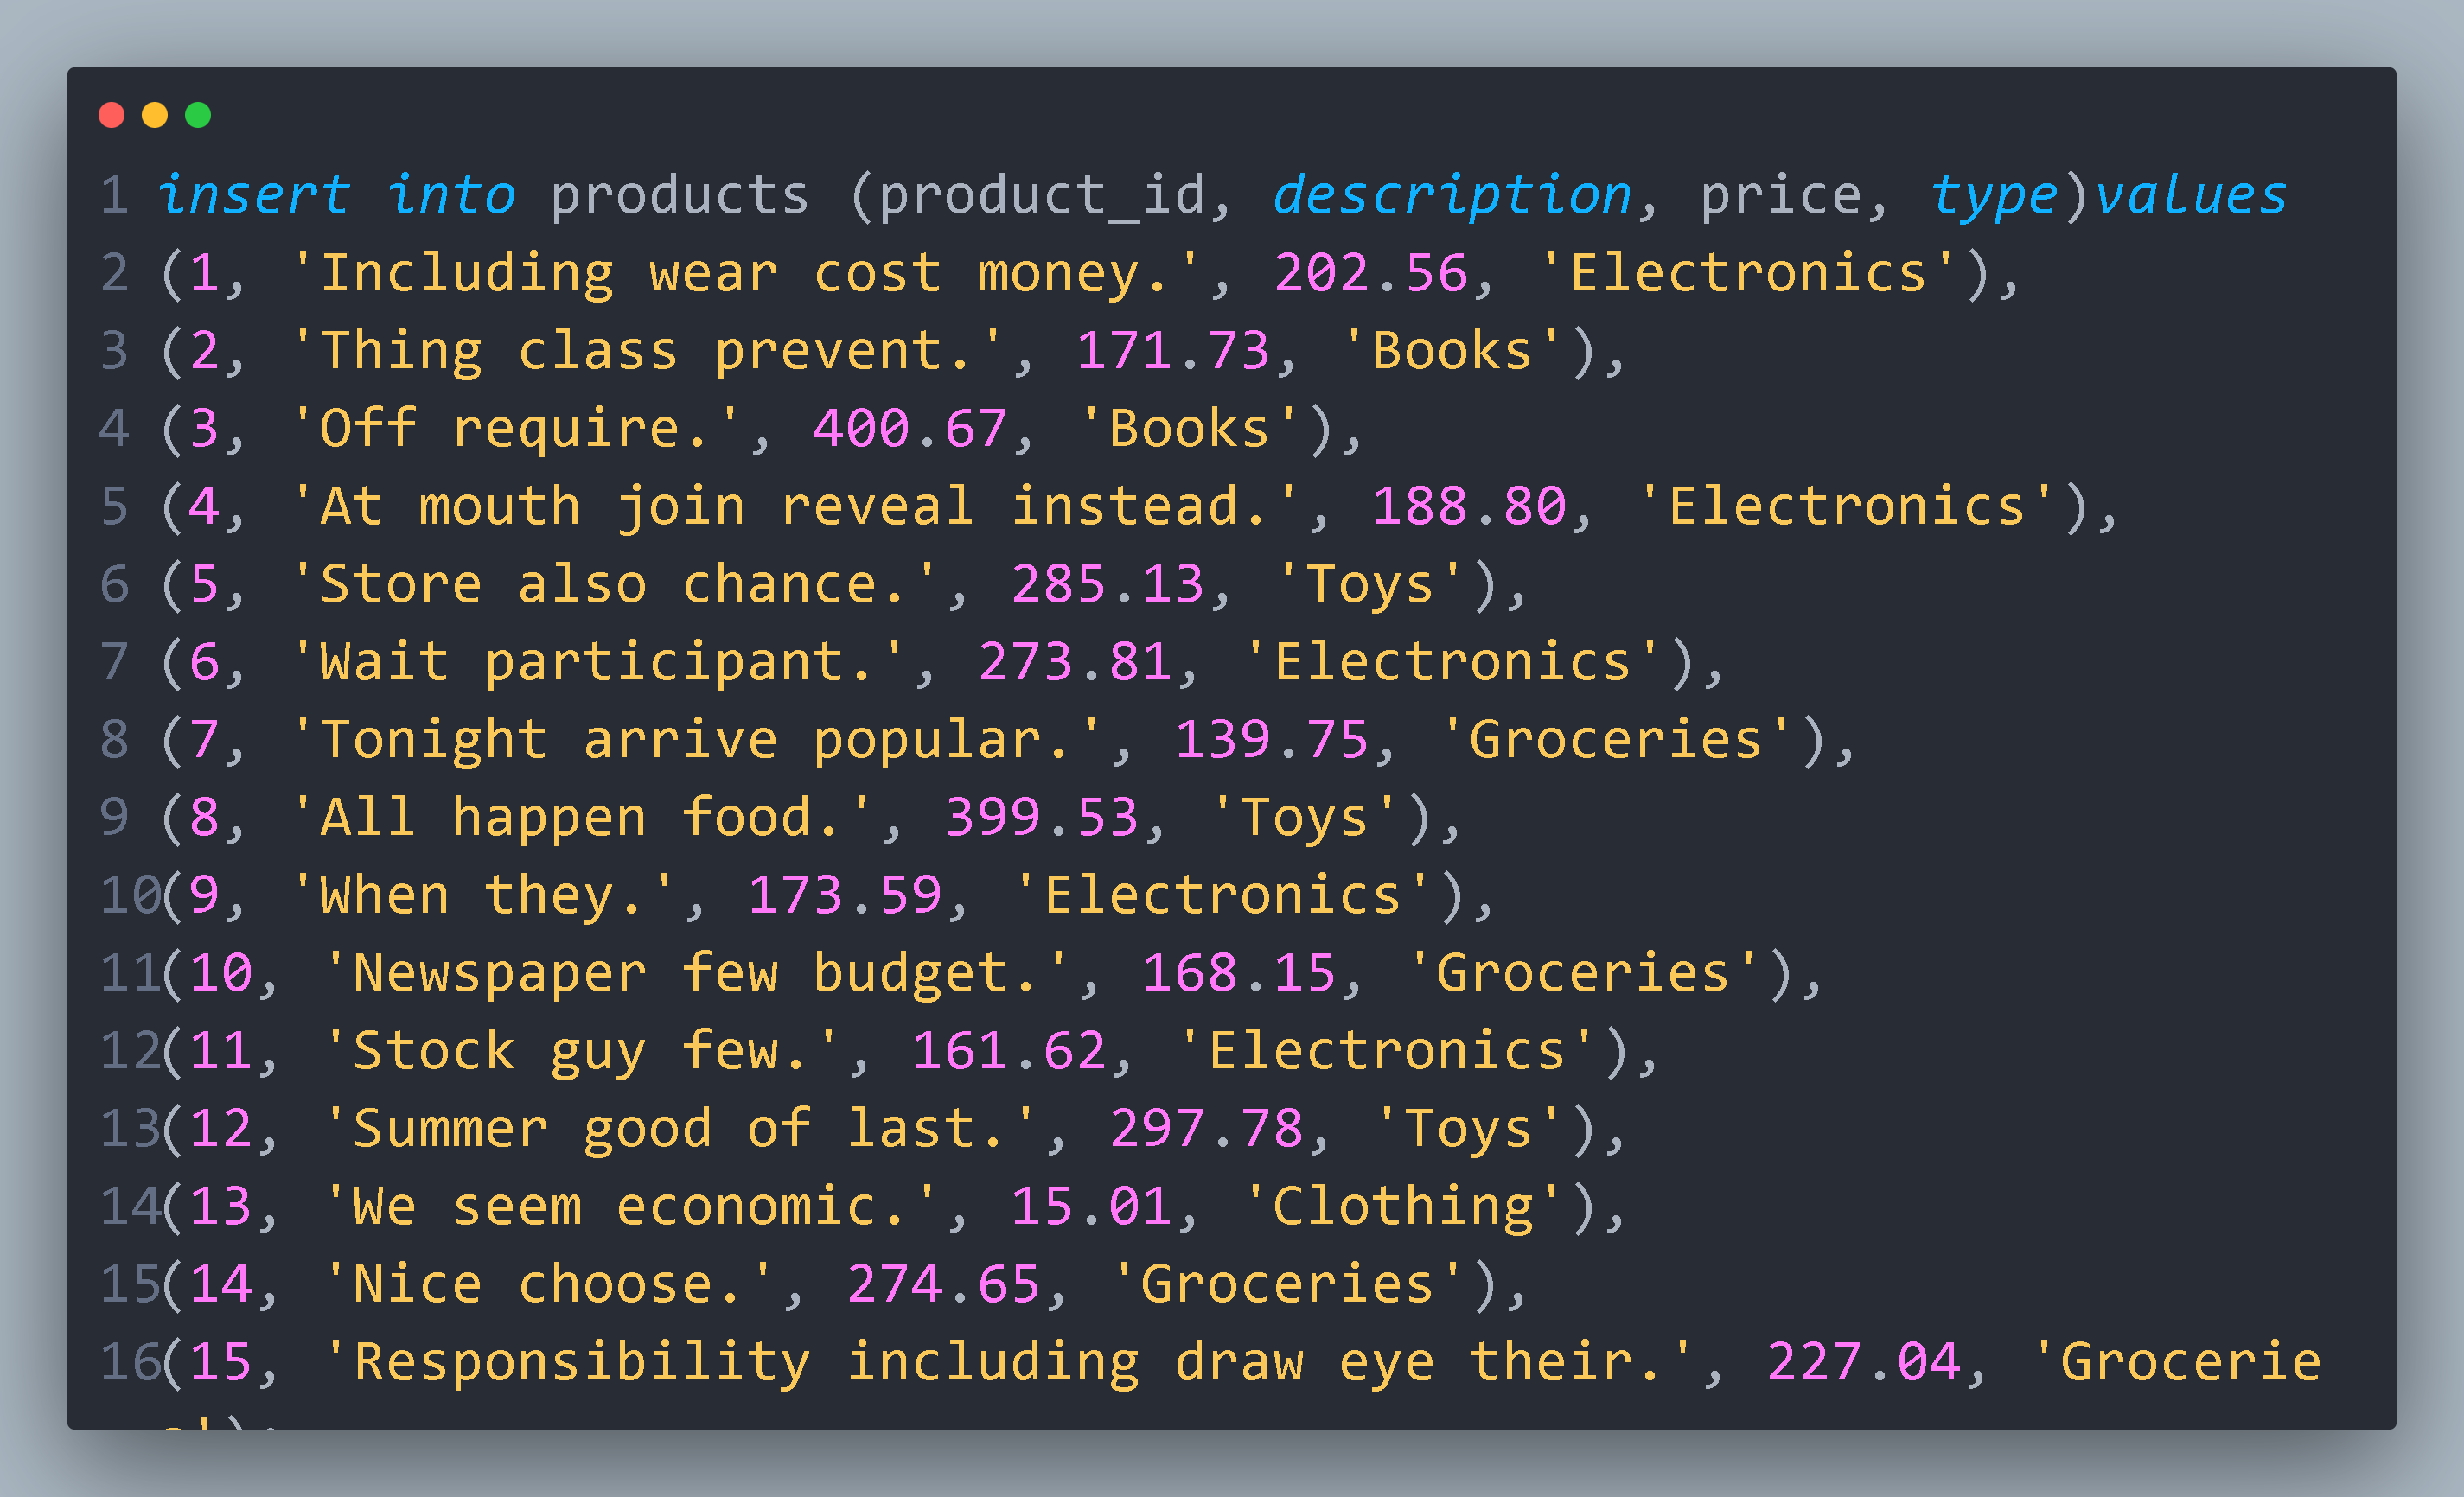 1 insert into products (product_id, description, price, type)values
2 (1, 'Including wear cost money.', 202.56, 'Electronics'),
3 (2, 'Thing class prevent.', 171.73, 'Books'),
4 (3, 'Off require.', 400.67, 'Books'),
5 (4, 'At mouth join reveal instead.', 188.80, 'Electronics'),
6 (5, 'Store also chance.', 285.13, 'Toys'),
7 (6, 'Wait participant.', 273.81, 'Electronics'),
8 (7, 'Tonight arrive popular.', 139.75, 'Groceries'),
9 (8, 'All happen food.', 399.53, 'Toys'),
10(9, 'When they.', 173.59, 'Electronics'),
11(10, 'Newspaper few budget.', 168.15, 'Groceries'),
12(11, 'Stock guy few.', 161.62, 'Electronics'),
13(12, 'Summer good of last.', 297.78, 'Toys'),
14(13, 'We seem economic.', 15.01, 'Clothing'),
15(14, 'Nice choose.', 274.65, 'Groceries'),
16(15, 'Responsibility including draw eye their.', 227.04, 'Grocerie